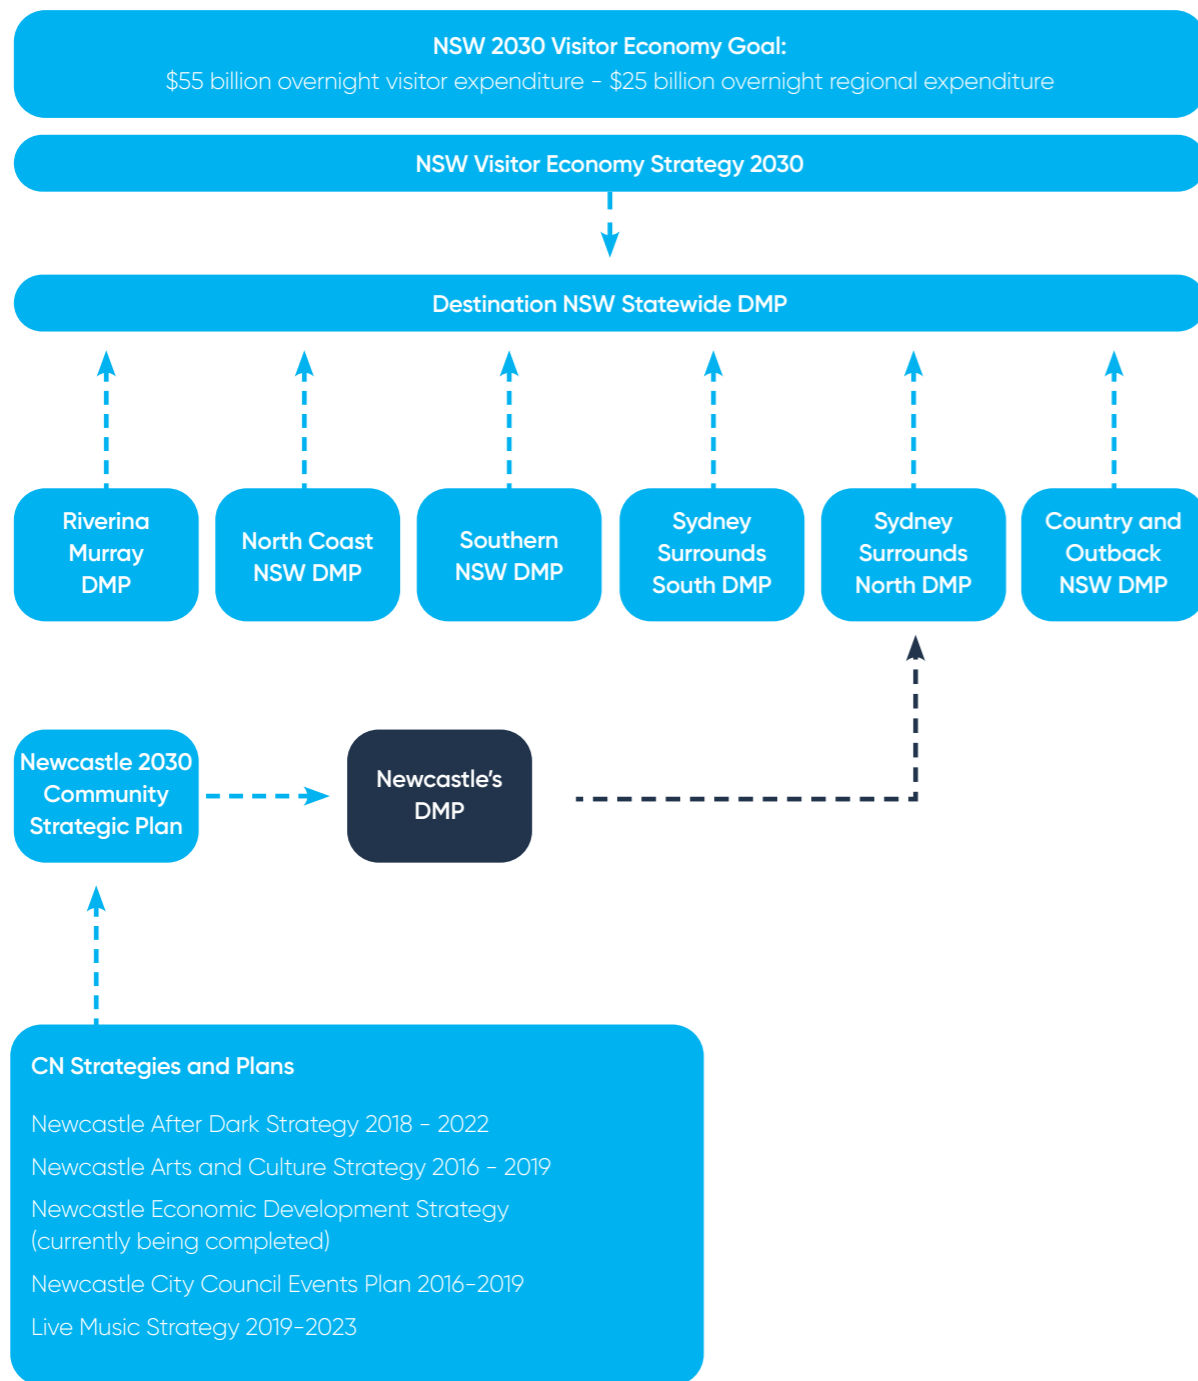 NSW 2030 Visitor Economy Goal:
$55 billion overnight visitor expenditure - $25 billion overnight regional expenditure
NSW Visitor Economy Strategy 2030
Destination NSW Statewide DMP
Riverina
Murray
DMP
North Coast
NSW DMP
Southern
NSW DMP
Sydney
Surrounds
South DMP
Sydney
Surrounds
North DMP
Country and
Outback
NSW DMP
Newcastle 2030
Community
Strategic Plan
Newcastle’s
DMP
CN Strategies and Plans
Newcastle After Dark Strategy 2018 - 2022
Newcastle Arts and Culture Strategy 2016 - 2019
Newcastle Economic Development Strategy
(currently being completed)
Newcastle City Council Events Plan 2016-2019
Live Music Strategy 2019-2023